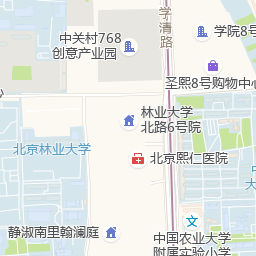 中关村768
创意产业园
学清路
学院8号
圣熙8号购物中心
心
林业大学
北路6号院
北京林业大学
北京熙仁医院
静淑南里翰澜庭
中国农业大学
附属实验小学